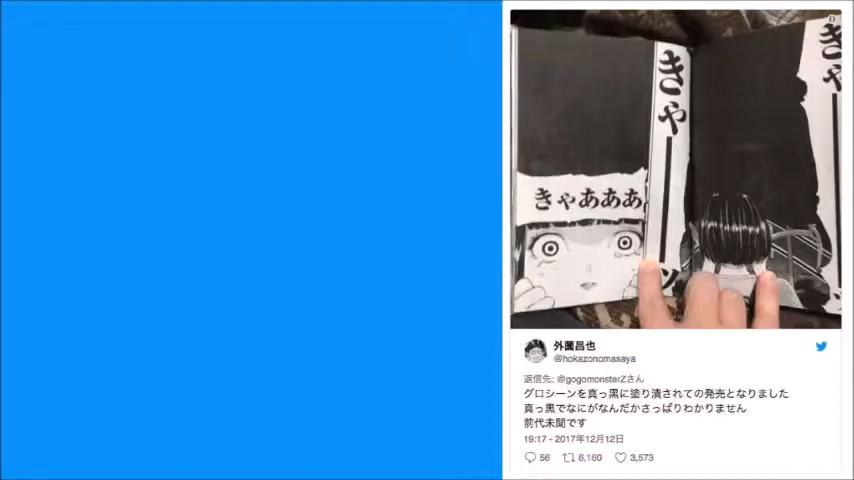 きゃ
きゃーッ
きゃあああ
外薗昌也
@hokazonomasaya
返信先: @gogomonsterZさん
グロシーンを真っ黒に塗り潰されての発売となりました
真っ黒でなにがなんだかさっぱりわかりません
前代未聞です
19:17 - 2017年12月12日
56 6,160 3,573